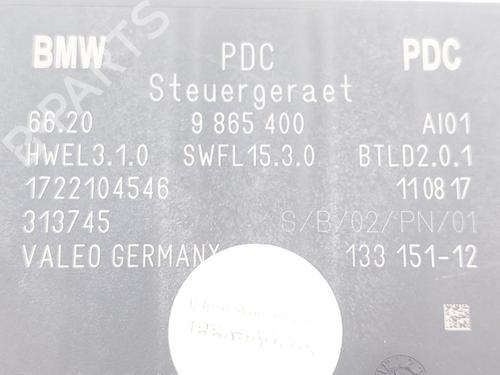 BMW PDC PDC
Steuergeraet
66.20 9 865 400 AI01
HWEL3.1.0 SWFL15.3.0 BTLD2.0.1
1722104546 110817
313745 S/B/02/PN/01
VALEO GERMANY 133 151-12
B-PARTS